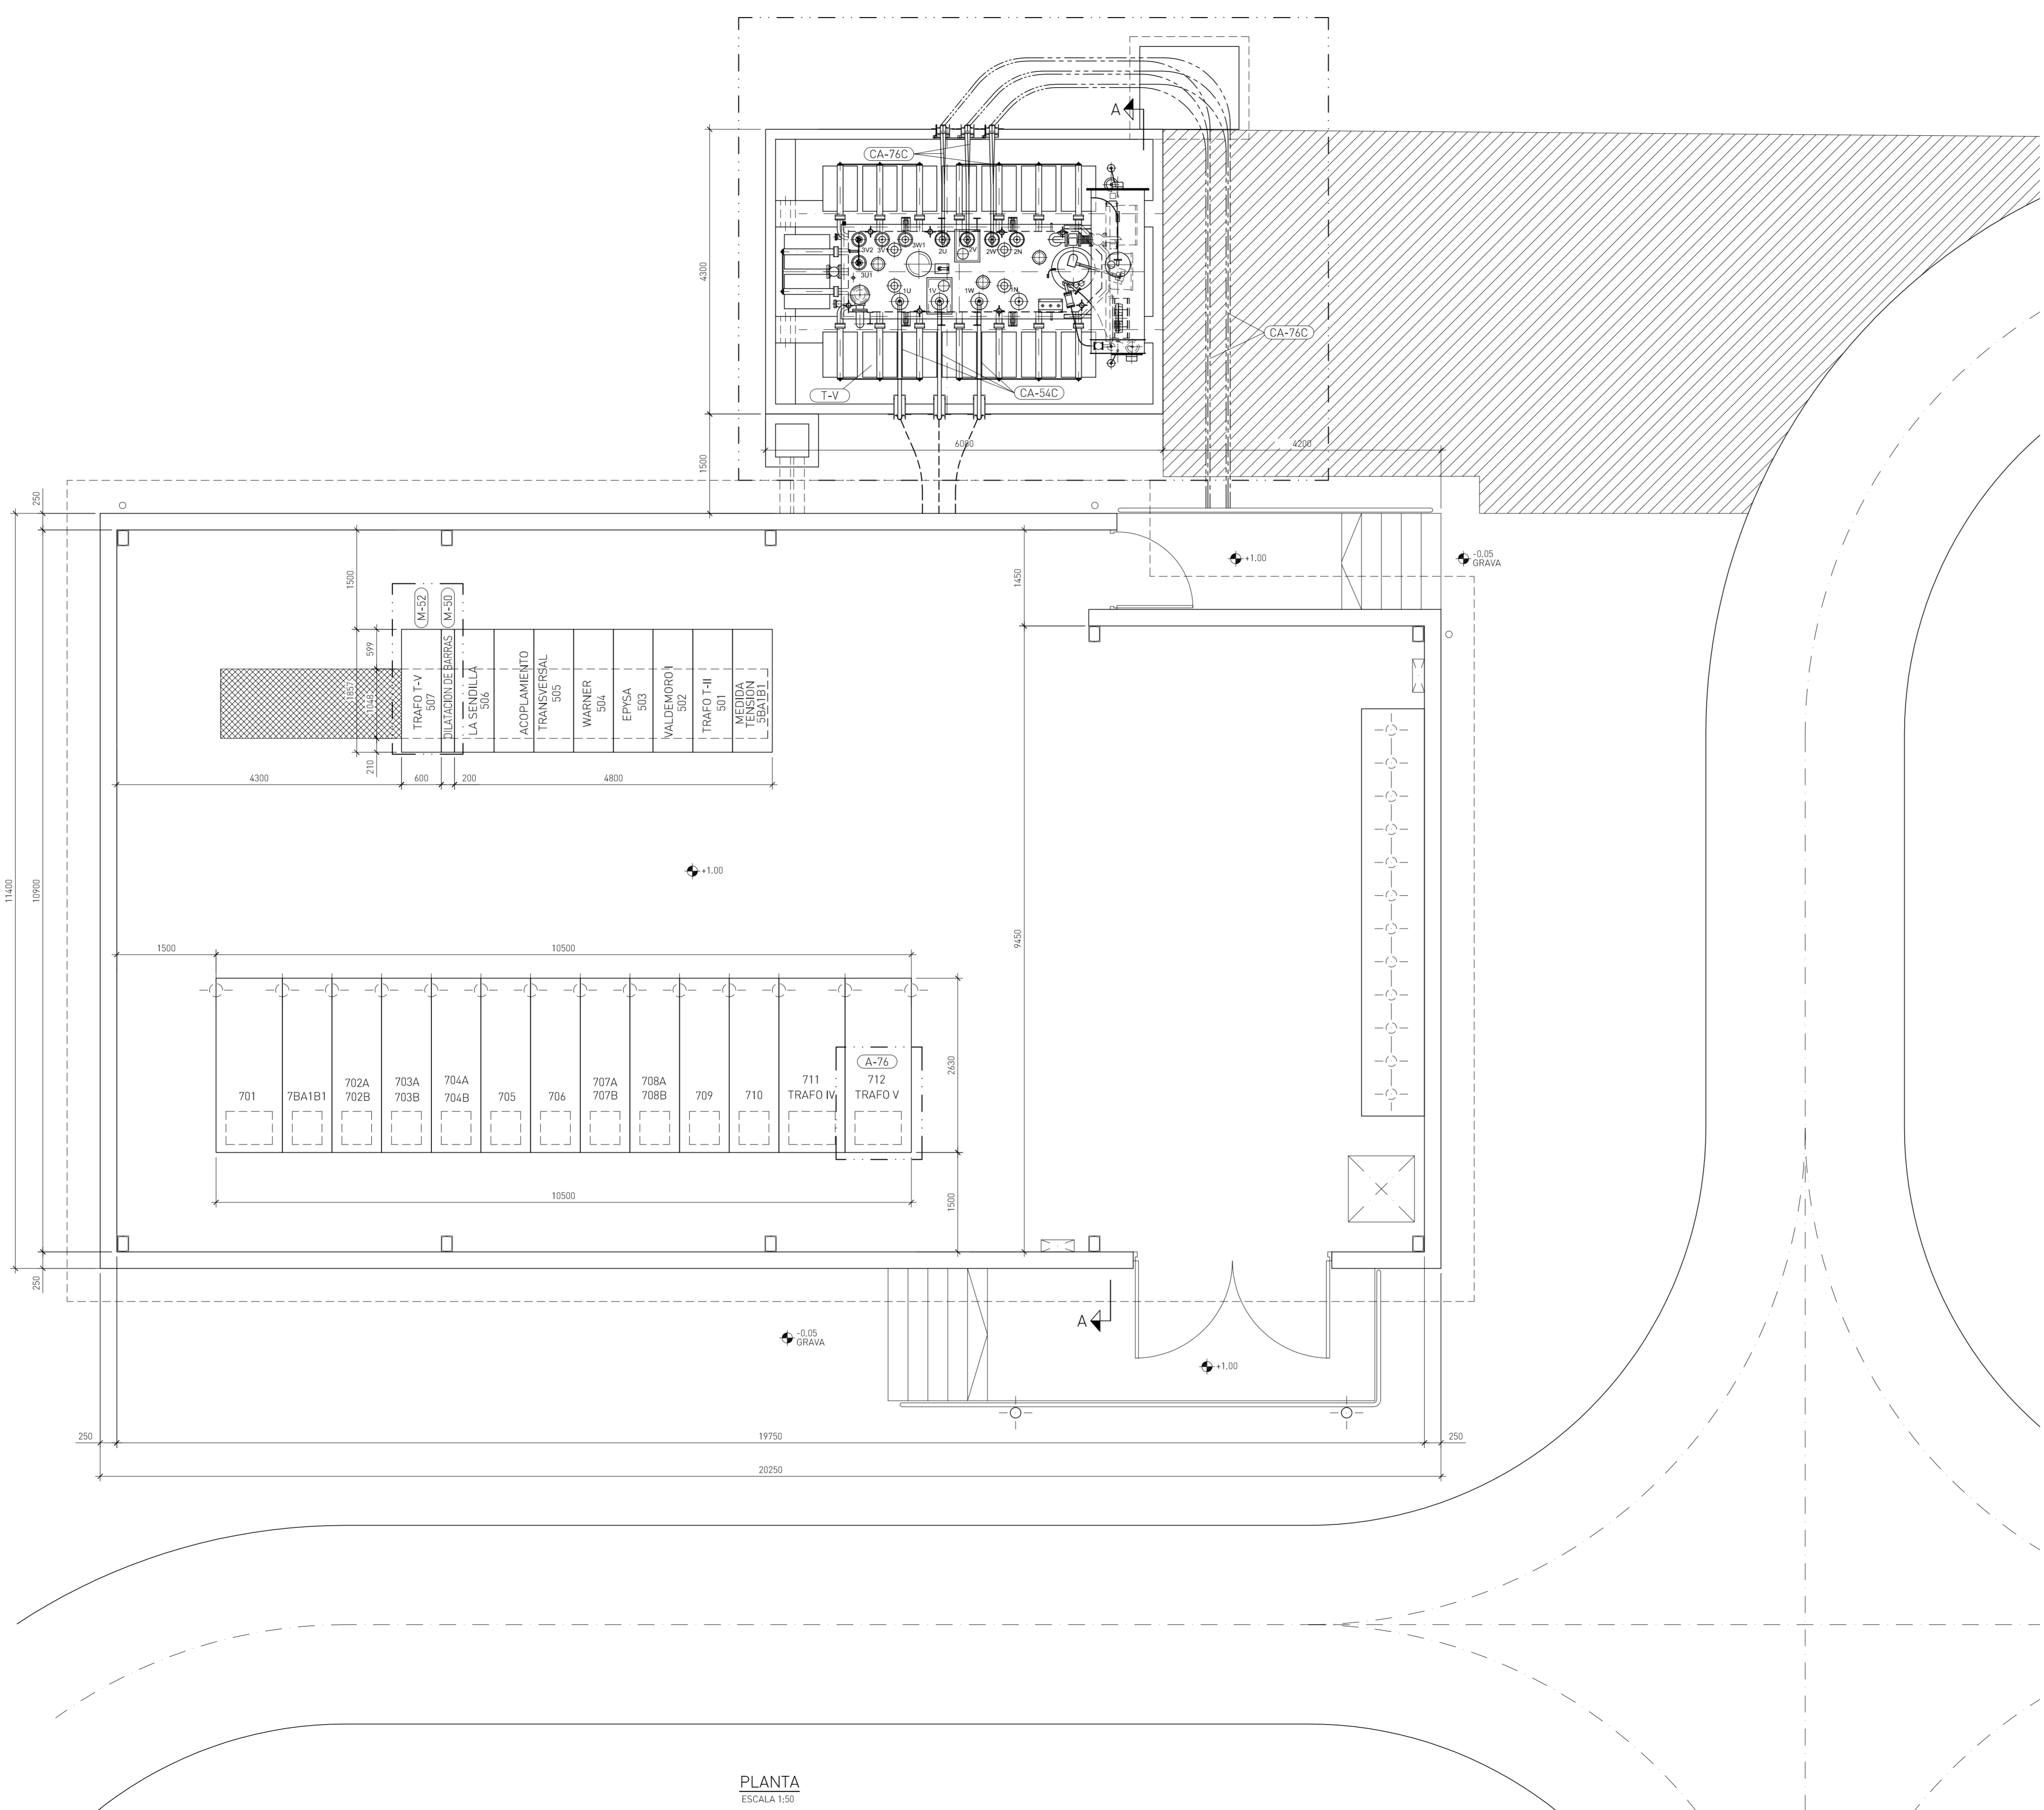 A
CA-76C
4300
3V2
3V1
3W1
2U
2V
2W
2N
3U1
1U
1V
1W
1N
CA-76C
T-V
CA-54C
6000
4200
1500
250
+1.00
-0.05
GRAVA
1500
1450
M-52
M-50
599
1857
1048
210
TRAFO T-V
507
DILATACION DE BARRAS
LA SENDILLA
506
ACOPLAMIENTO
TRANSVERSAL
505
WARNER
504
EPYSA
503
VALDEMORO I
502
TRAFO T-II
501
MEDIDA
TENSION
5BA1B1
4300
600
200
4800
+1.00
11400
10900
9450
1500
10500
2630
A-76
701
7BA1B1
702A
702B
703A
703B
704A
704B
705
706
707A
707B
708A
708B
709
710
711
TRAFO IV
712
TRAFO V
10500
1500
250
A
-0.05
GRAVA
+1.00
250
19750
250
20250
PLANTA
ESCALA 1:50